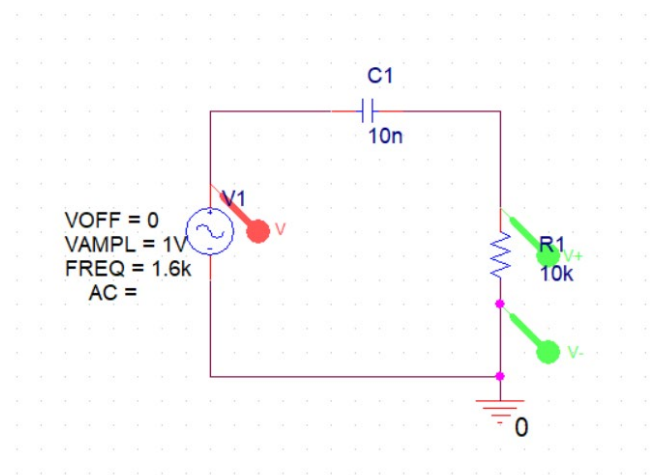 C1
10n
V1
V
VOFF = 0
VAMPL = 1V
FREQ = 1.6k
AC =
R1
V+
10k
V-
0